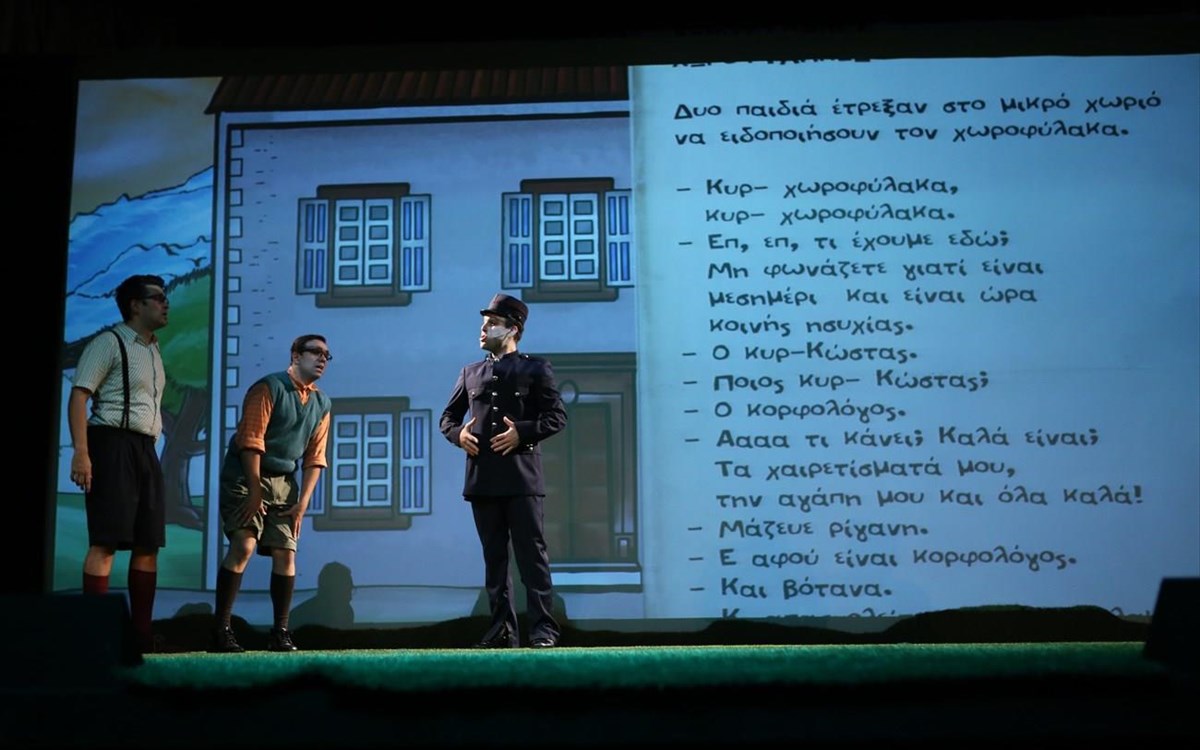 Δυο παιδιά έτρεξαν στο μικρό χωριό
να ειδοποιήσουν τον χωροφύλακα.
– Κυρ– χωροφύλακα,
κυρ– χωροφύλακα.
– Επ, επ, τι έχουμε εδώ;
Μη φωνάζετε γιατί είναι
μεσημέρι και είναι ώρα
κοινής ησυχίας.
– Ο κυρ–Κώστας.
– Ποιος κυρ– Κώστας;
– Ο κορφολόγος.
– Αααα τι κάνει; Καλά είναι;
Τα χαιρετίσματά μου,
την αγάπη μου και όλα καλά!
– Μάζευε ρίγανη.
– Ε αφού είναι κορφολόγος.
– Και βότανα.